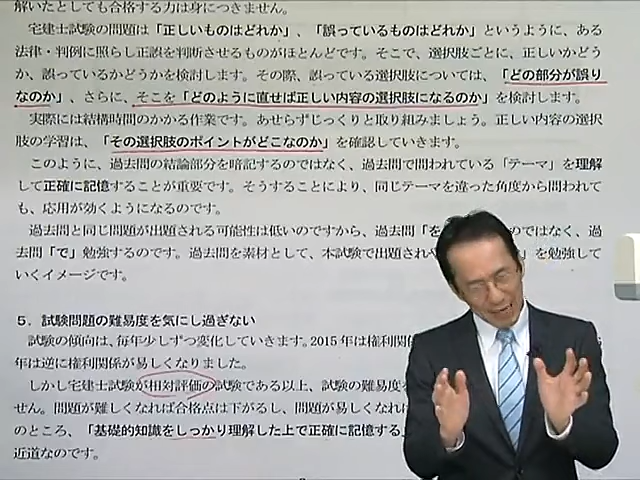 解いたとしても合格する力は身につきません。
宅建士試験の問題は「正しいものはどれか」、「誤っているものはどれか」というように、ある
法律・判例に照らし正誤を判断させるものがほとんどです。そこで、選択肢ごとに、正しいかどう
か、誤っているかどうかを検討します。その際、誤っている選択肢については、「どの部分が誤り
なのか」、さらに、そこを「どのように直せば正しい内容の選択肢になるのか」を検討します。
実際には結構時間のかかる作業です。あせらずじっくりと取り組みましょう。正しい内容の選択
肢の学習は、「その選択肢のポイントがどこなのか」を確認していきます。
このように、過去問の結論部分を暗記するのではなく、過去問で問われている「テーマ」を理解
して正確に記憶することが重要です。そうすることにより、同じテーマを違った角度から問われて
も、応用が効くようになるのです。
過去問と同じ問題が出題される可能性は低いのですから、過去問「を のではなく、過
去問「で」勉強するのです。過去問を素材として、本試験で出題され 」を勉強して
いくイメージです。
5．試験問題の難易度を気にし過ぎない
試験の傾向は、毎年少しずつ変化していきます。2015 年は権利関
年は逆に権利関係が易しくなりました。
しかし宅建士試験が相対評価の試験である以上、試験の難易度
せん。問題が難しくなれば合格点は下がるし、問題が易しくなれば
のところ、「基礎的知識をしっかり理解した上で正確に記憶する」
近道なのです。